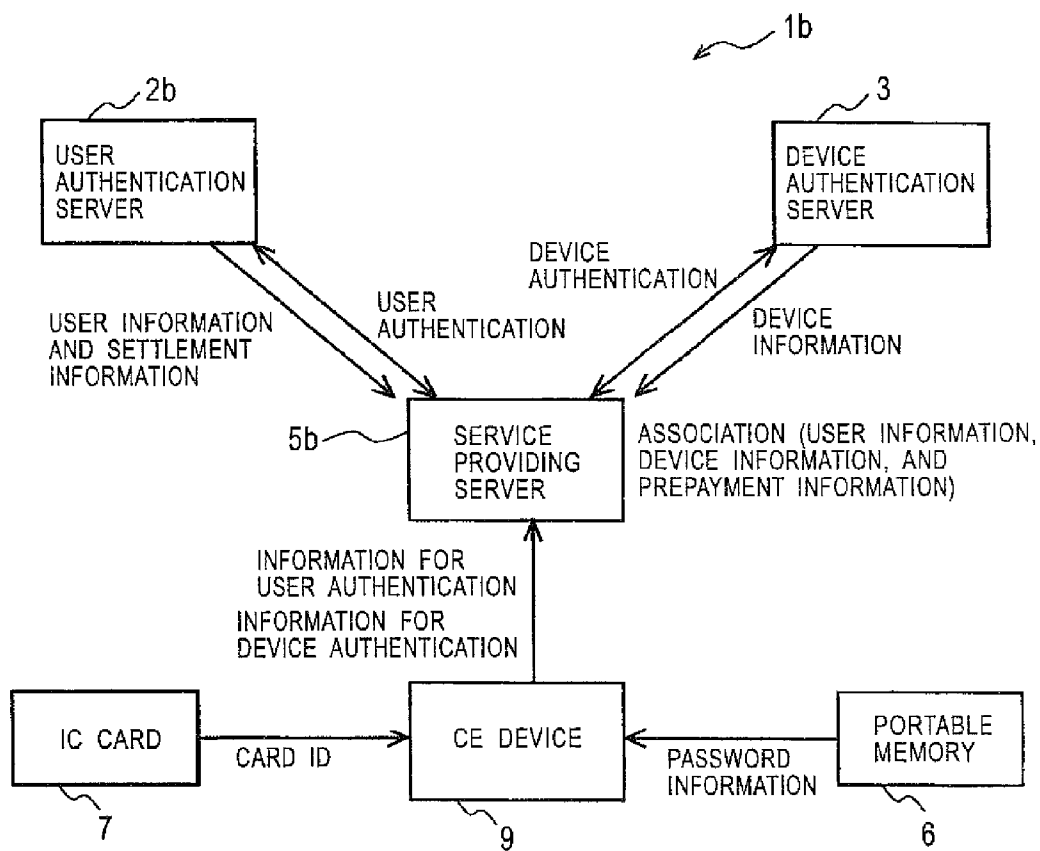 1b
2b
3
USER
AUTHENTICATION
SERVER
DEVICE
AUTHENTICATION
SERVER
DEVICE
AUTHENTICATION
USER
AUTHENTICATION
USER INFORMATION
AND SETTLEMENT
INFORMATION
DEVICE
INFORMATION
5b
SERVICE
PROVIDING
SERVER
ASSOCIATION (USER INFORMATION,
DEVICE INFORMATION, AND
PREPAYMENT INFORMATION)
INFORMATION FOR
USER AUTHENTICATION
INFORMATION FOR
DEVICE AUTHENTICATION
IC CARD
CARD ID
CE DEVICE
PASSWORD
INFORMATION
PORTABLE
MEMORY
7
9
6